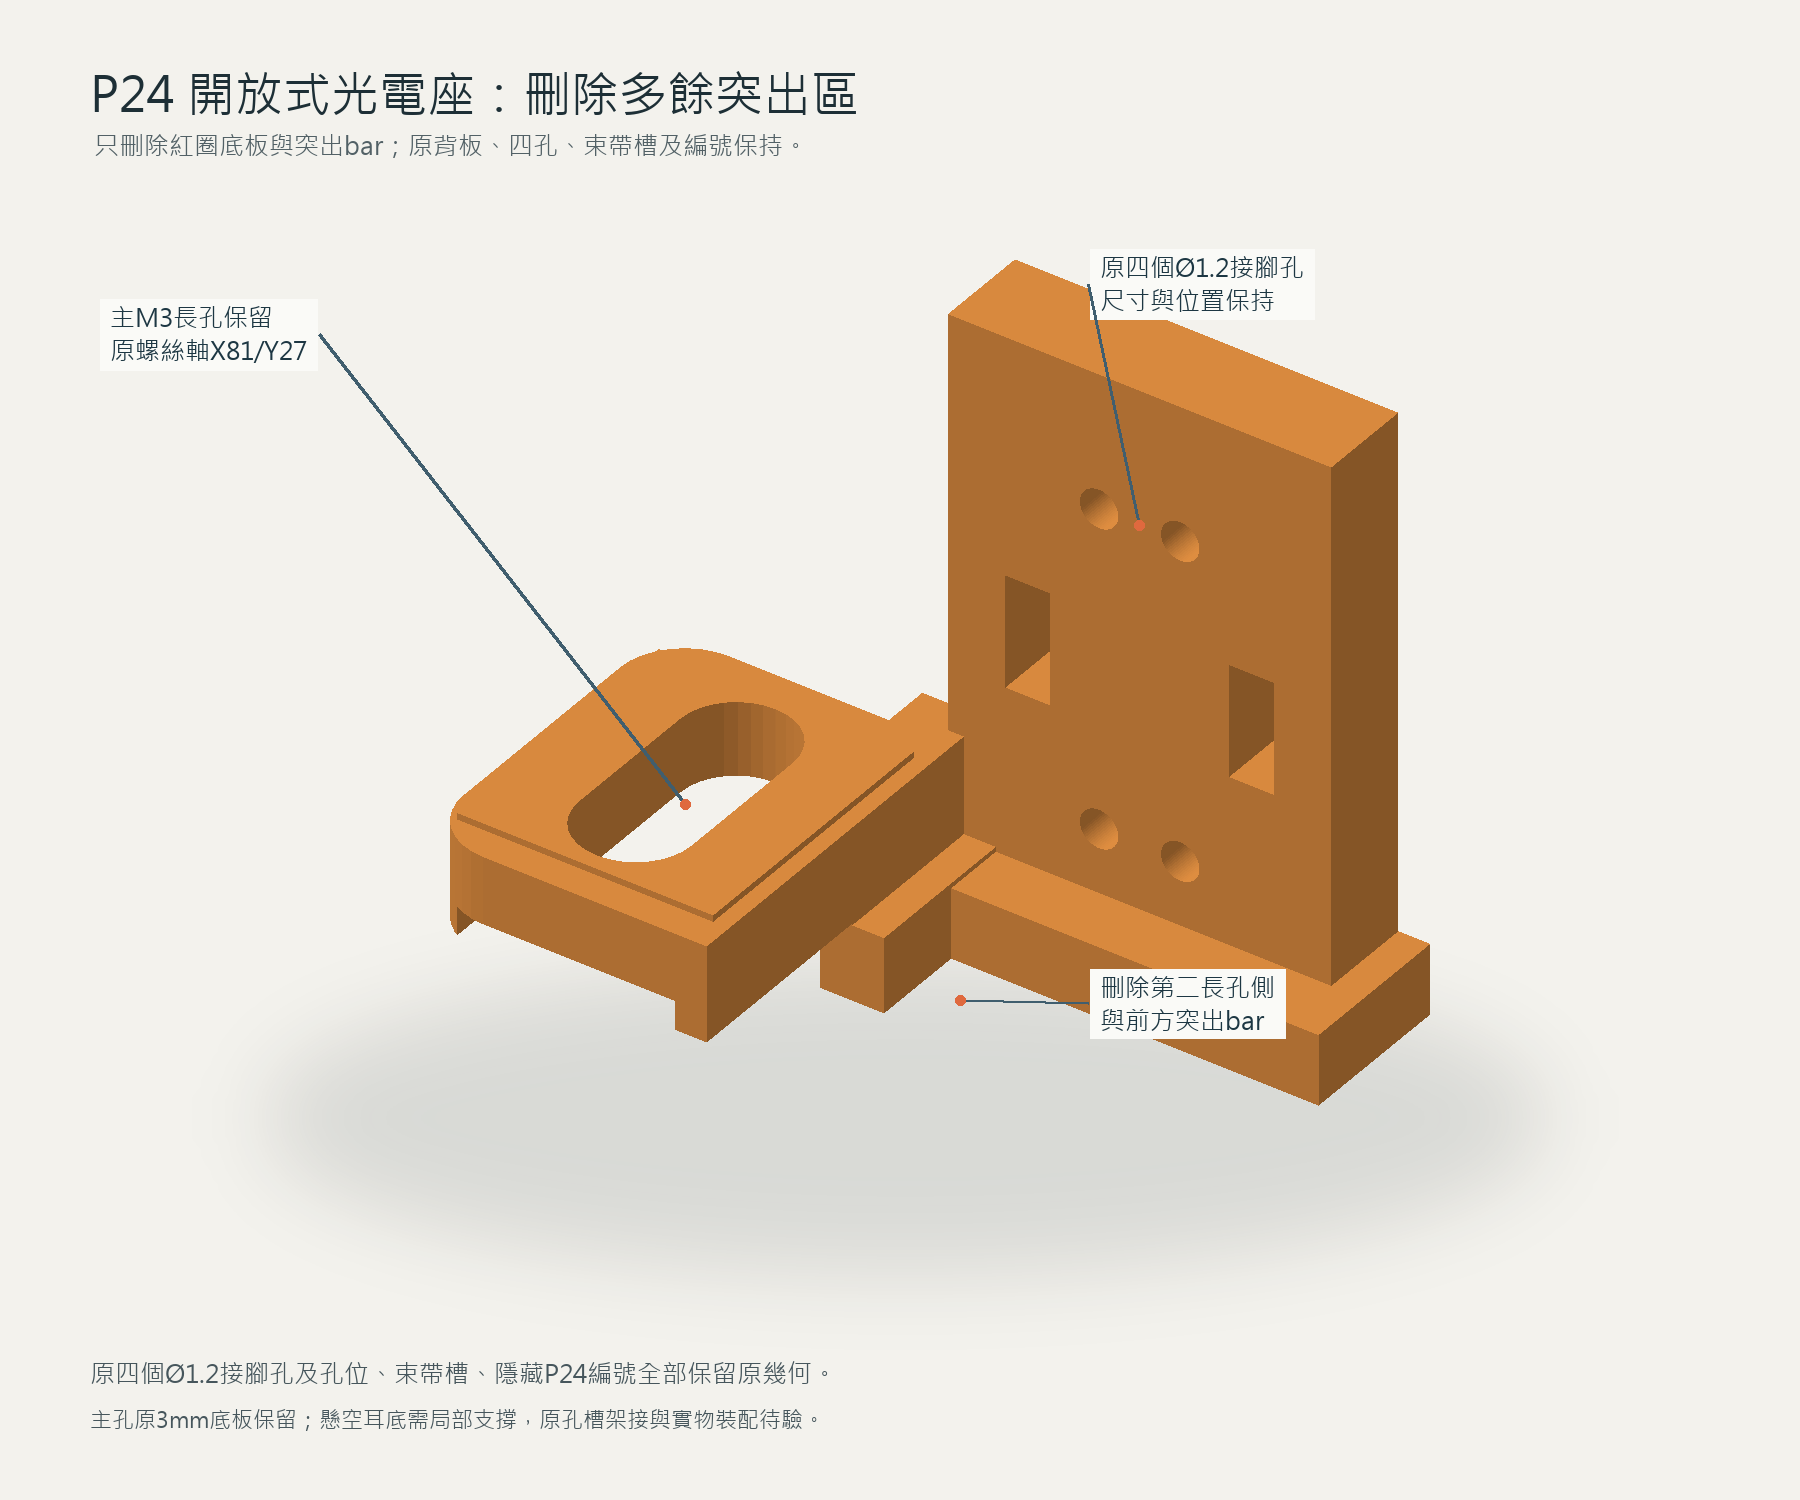 P24 開放式光電座：刪除多餘突出區
只刪除紅圈底板與突出bar；原背板、四孔、束帶槽及編號保持。
原四個Ø1.2接腳孔
尺寸與位置保持
主M3長孔保留
原螺絲軸X81/Y27
刪除第二長孔側
與前方突出bar
原四個Ø1.2接腳孔及孔位、束帶槽、隱藏P24編號全部保留原幾何。
主孔原3mm底板保留；懸空耳底需局部支撐，原孔槽架接與實物裝配待驗。